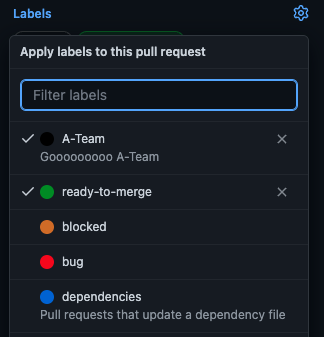 Labels
Apply labels to this pull request
Filter labels
A-Team
Gooooooooo A-Team
ready-to-merge
blocked
bug
dependencies
Pull requests that update a dependency file